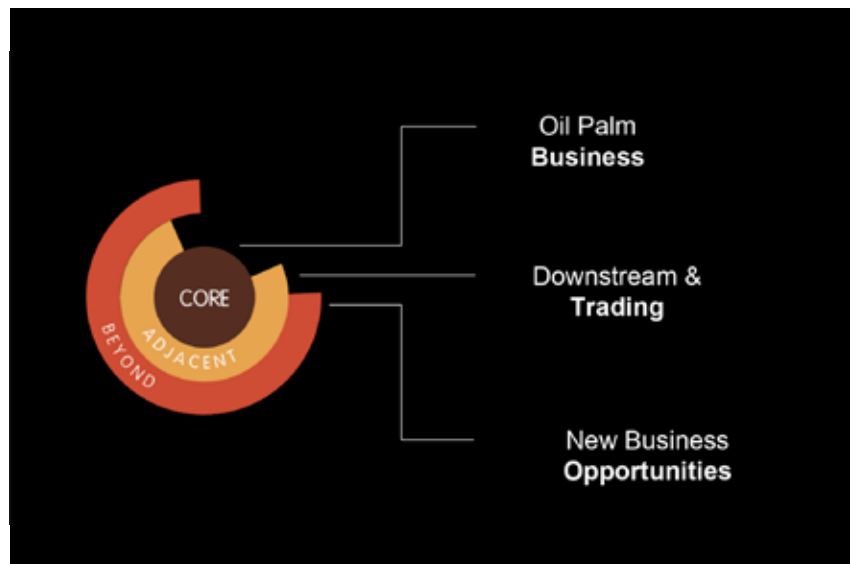 Oil Palm
Business
Downstream &
Trading
CORE
ADJACENT
BEYOND
New Business
Opportunities